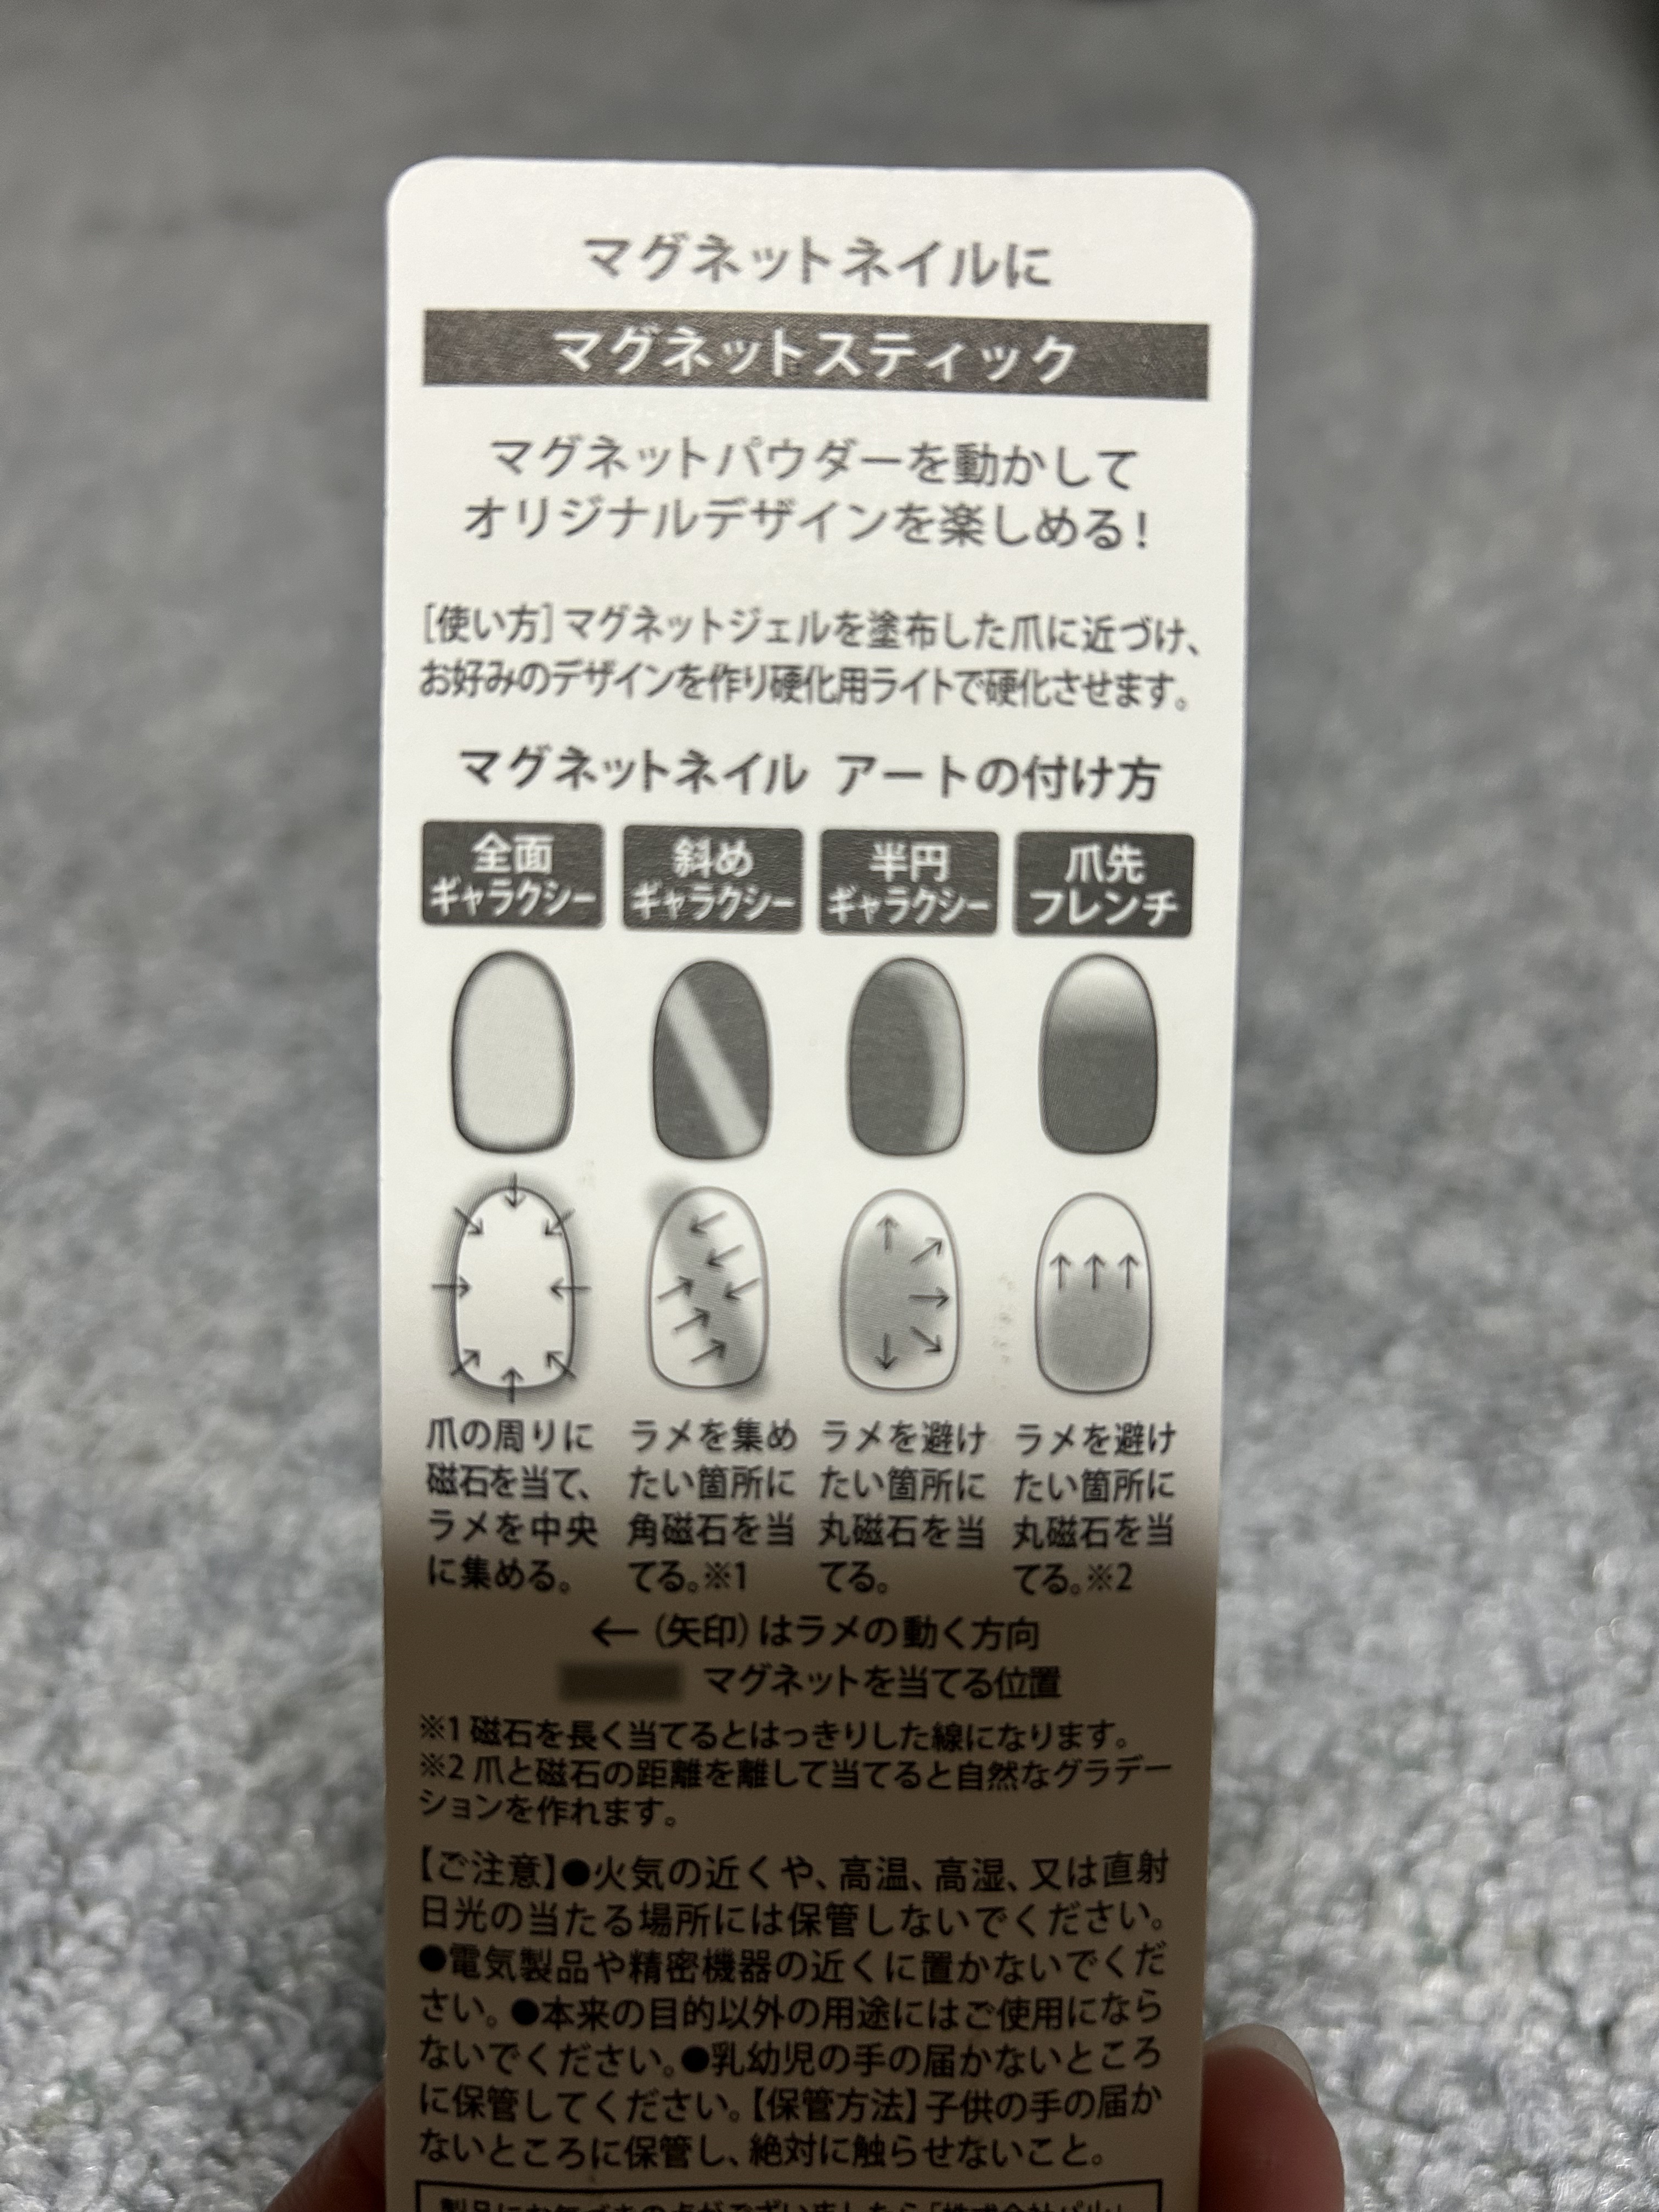 マグネットネイルに
マグネットスティック
マグネットパウダーを動かして
オリジナルデザインを楽しめる!
[使い方]マグネットジェルを塗布した爪に近づけ、
お好みのデザインを作り硬化用ライトで硬化させます。
マグネットネイル アートの付け方
全面
ギャラクシー
斜め
ギャラクシー
半円
ギャラクシー
爪先
フレンチ
爪の周りに
磁石を当て、
ラメを中央
に集める。
ラメを集め
たい箇所に
角磁石を当
てる。※1
ラメを避け
たい箇所に
丸磁石を当
てる。
ラメを避け
たい箇所に
丸磁石を当
てる。※2
←(矢印)はラメの動く方向
マグネットを当てる位置
※1 磁石を長く当てるとはっきりした線になります。
※2 爪と磁石の距離を離して当てると自然なグラデー
ションを作れます。
【ご注意】●火気の近くや、高温、高湿、又は直射
日光の当たる場所には保管しないでください。
●電気製品や精密機器の近くに置かないでくだ
さい。●本来の目的以外の用途にはご使用になら
ないでください。●乳幼児の手の届かないところ
に保管してください。【保管方法】子供の手の届か
ないところに保管し、絶対に触らせないこと。